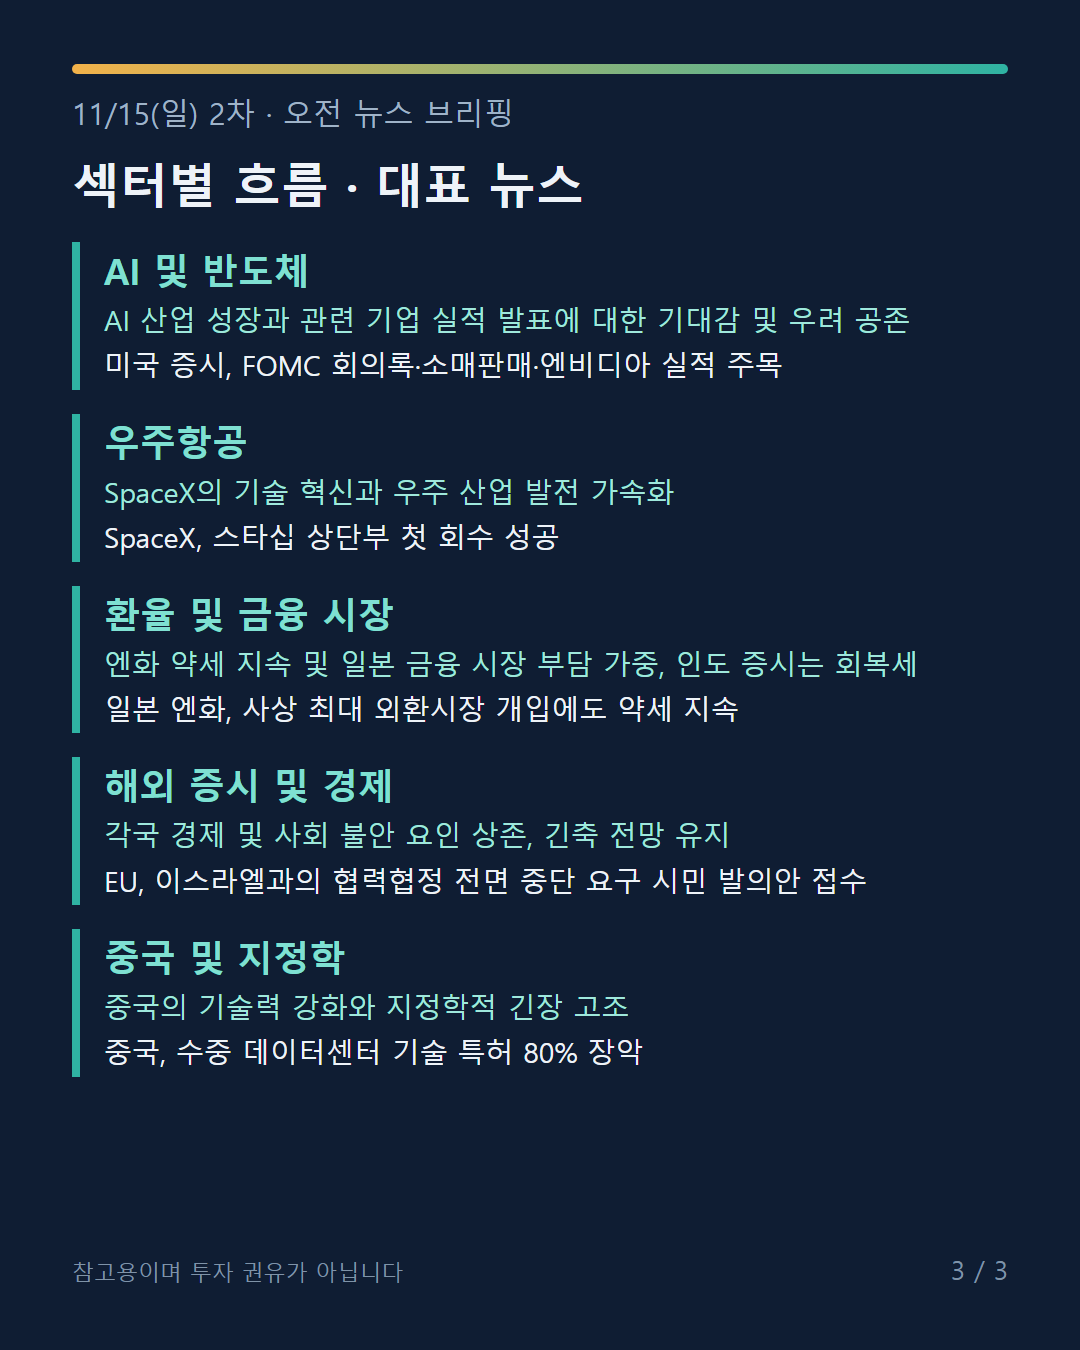 11/15(일) 2차 · 오전 뉴스 브리핑
섹터별 흐름 · 대표 뉴스
AI 및 반도체
AI 산업 성장과 관련 기업 실적 발표에 대한 기대감 및 우려 공존
미국 증시, FOMC 회의록·소매판매·엔비디아 실적 주목
우주항공
SpaceX의 기술 혁신과 우주 산업 발전 가속화
SpaceX, 스타십 상단부 첫 회수 성공
환율 및 금융 시장
엔화 약세 지속 및 일본 금융 시장 부담 가중, 인도 증시는 회복세
일본 엔화, 사상 최대 외환시장 개입에도 약세 지속
해외 증시 및 경제
각국 경제 및 사회 불안 요인 상존, 긴축 전망 유지
EU, 이스라엘과의 협력협정 전면 중단 요구 시민 발의안 접수
중국 및 지정학
중국의 기술력 강화와 지정학적 긴장 고조
중국, 수중 데이터센터 기술 특허 80% 장악
참고용이며 투자 권유가 아닙니다
3 / 3